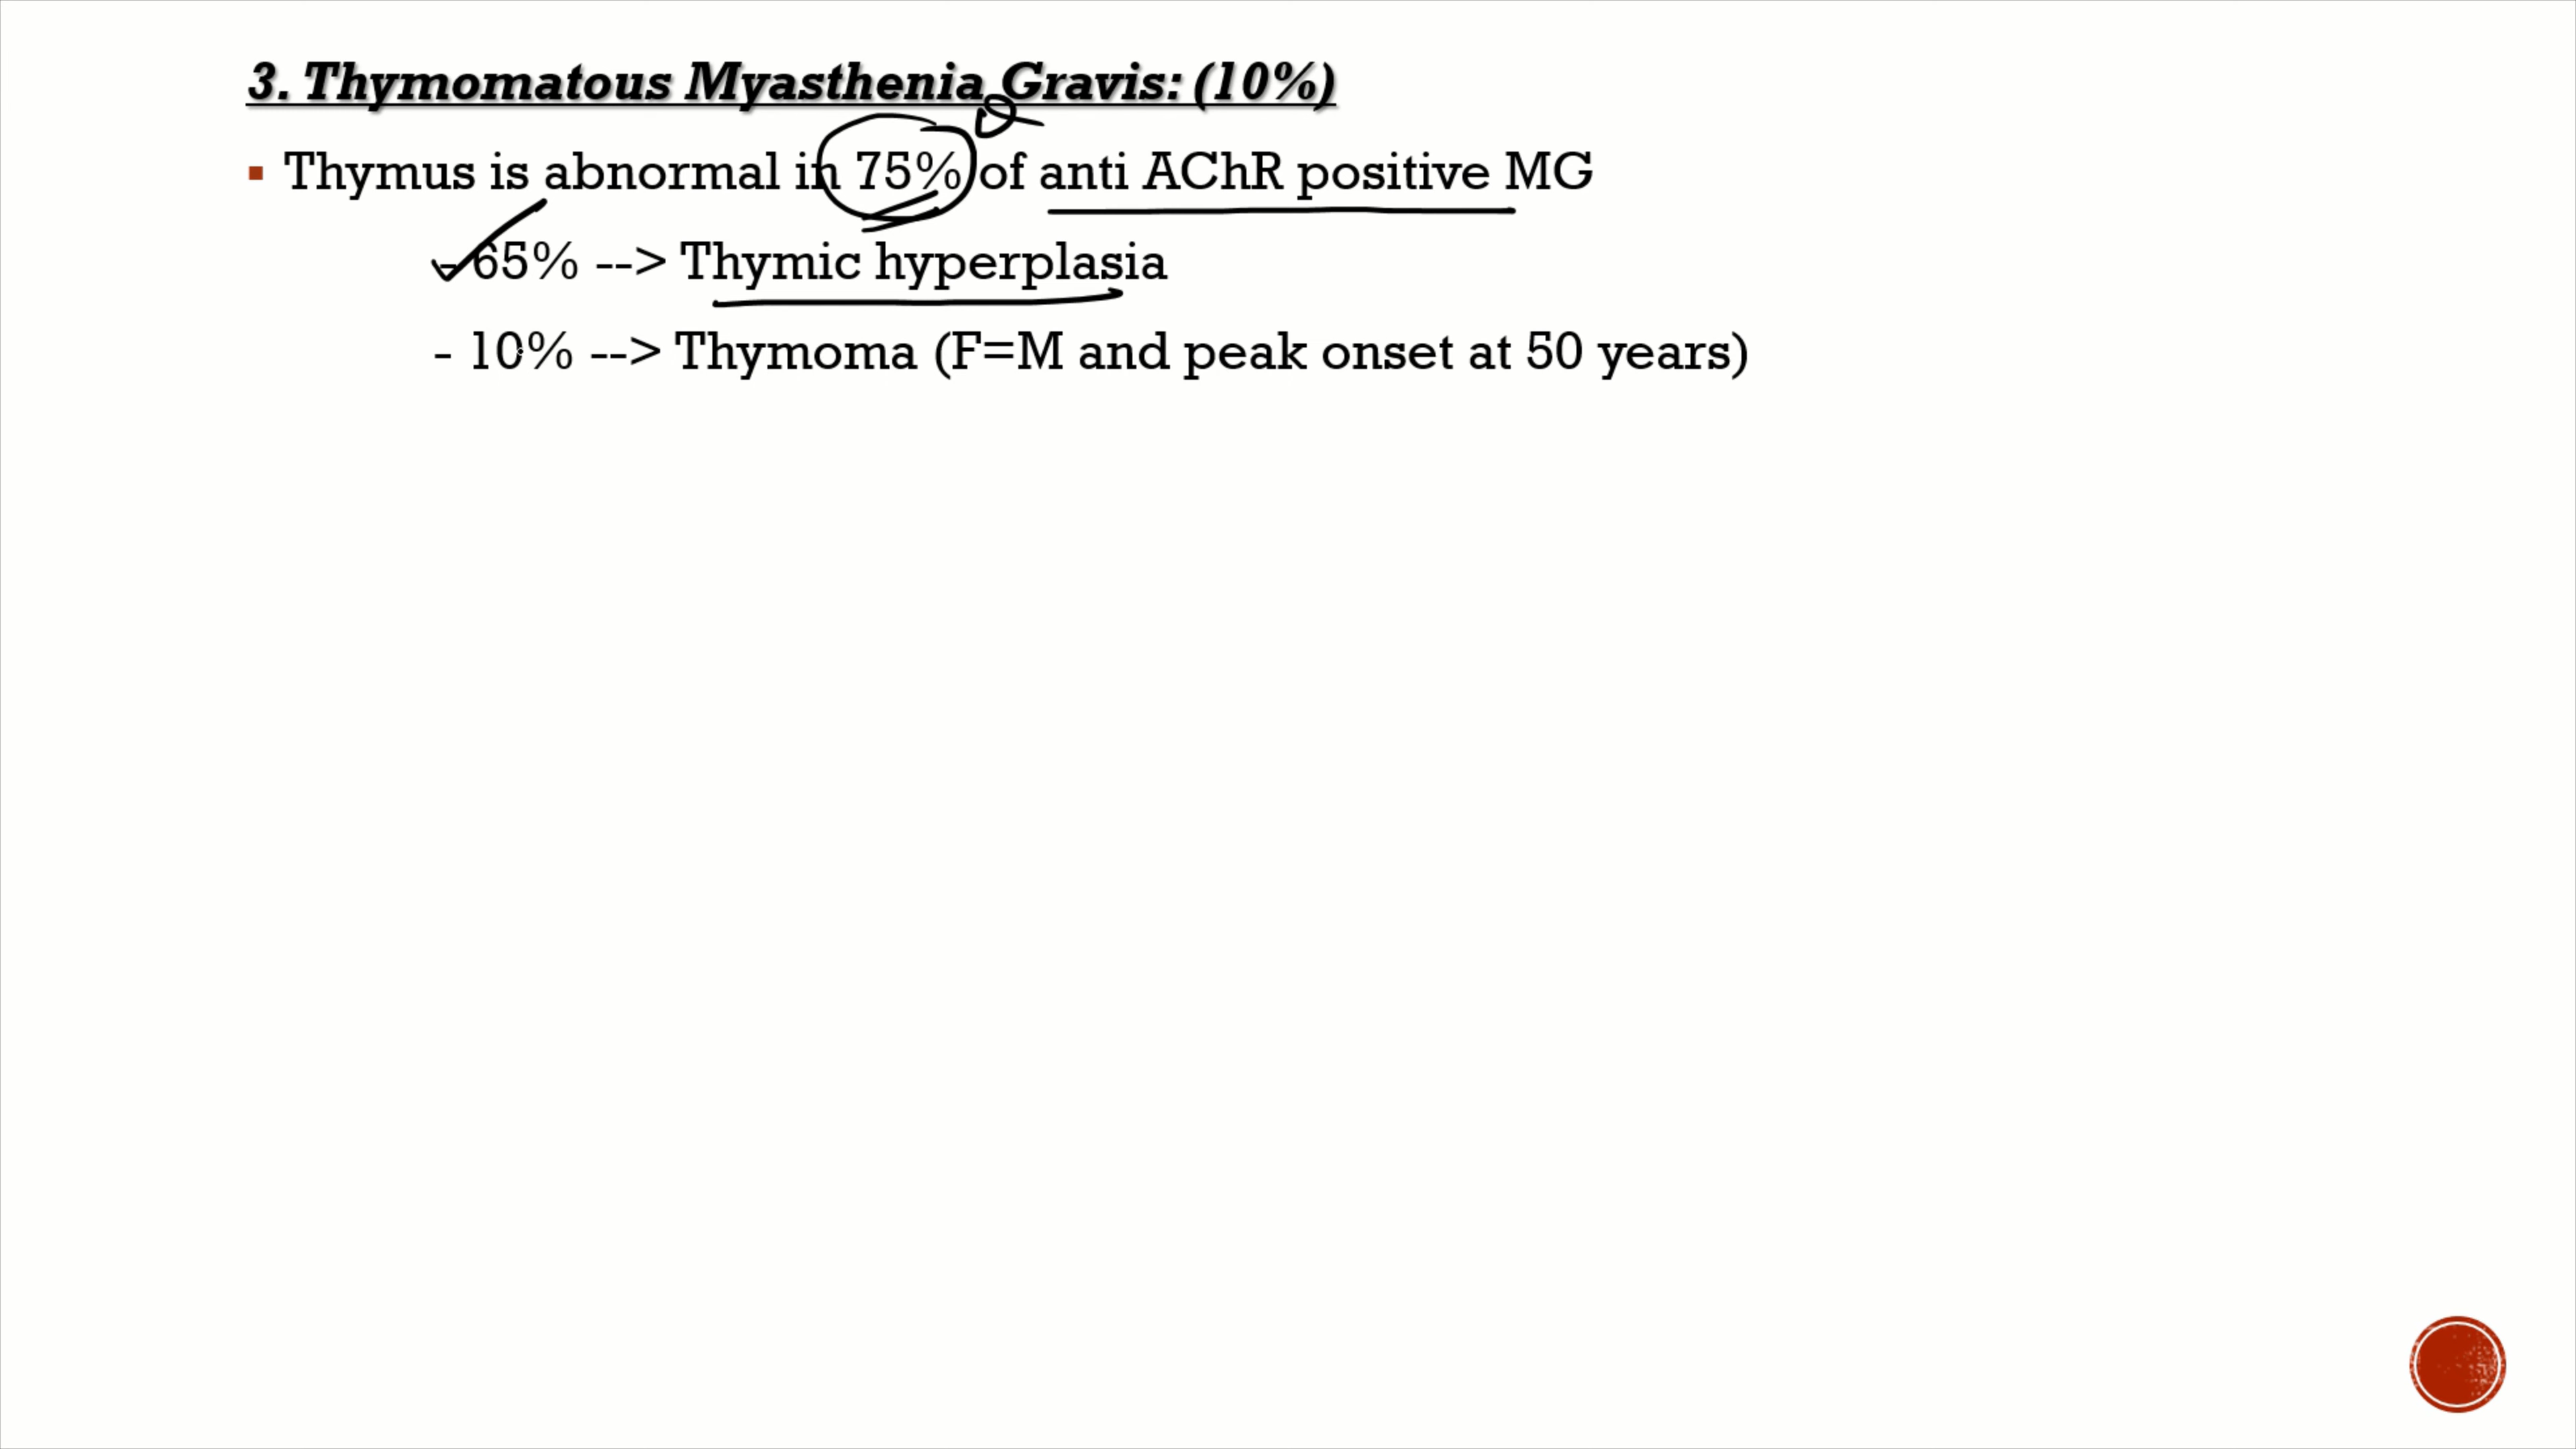 3. Thymomatous Myasthenia Gravis: (10%)
▪ Thymus is abnormal in 75% of anti AChR positive MG
- 65% --> Thymic hyperplasia
- 10% --> Thymoma (F=M and peak onset at 50 years)